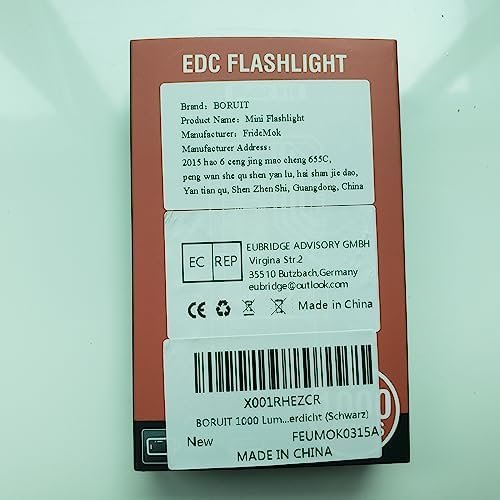 EDC FLASHLIGHT
Brand: BORUIT
Product Name: Mini Flashlight
Manufacturer: FrideMok
Manufacturer Address:
2015 hao 6 ceng jing mao cheng 655C,
peng wan she qu shen yan lu, hai shan jie dao,
Yan tian qu, Shen Zhen Shi, Guangdong, China
EC REP
EUBRIDGE ADVISORY GMBH
Virgina Str.2
35510 Butzbach,Germany
eubridge@outlook.com
CE
Made in China
X001RHEZCR
BORUIT 1000 Lum...erdicht (Schwarz)
New
FEUMOK0315A
MADE IN CHINA